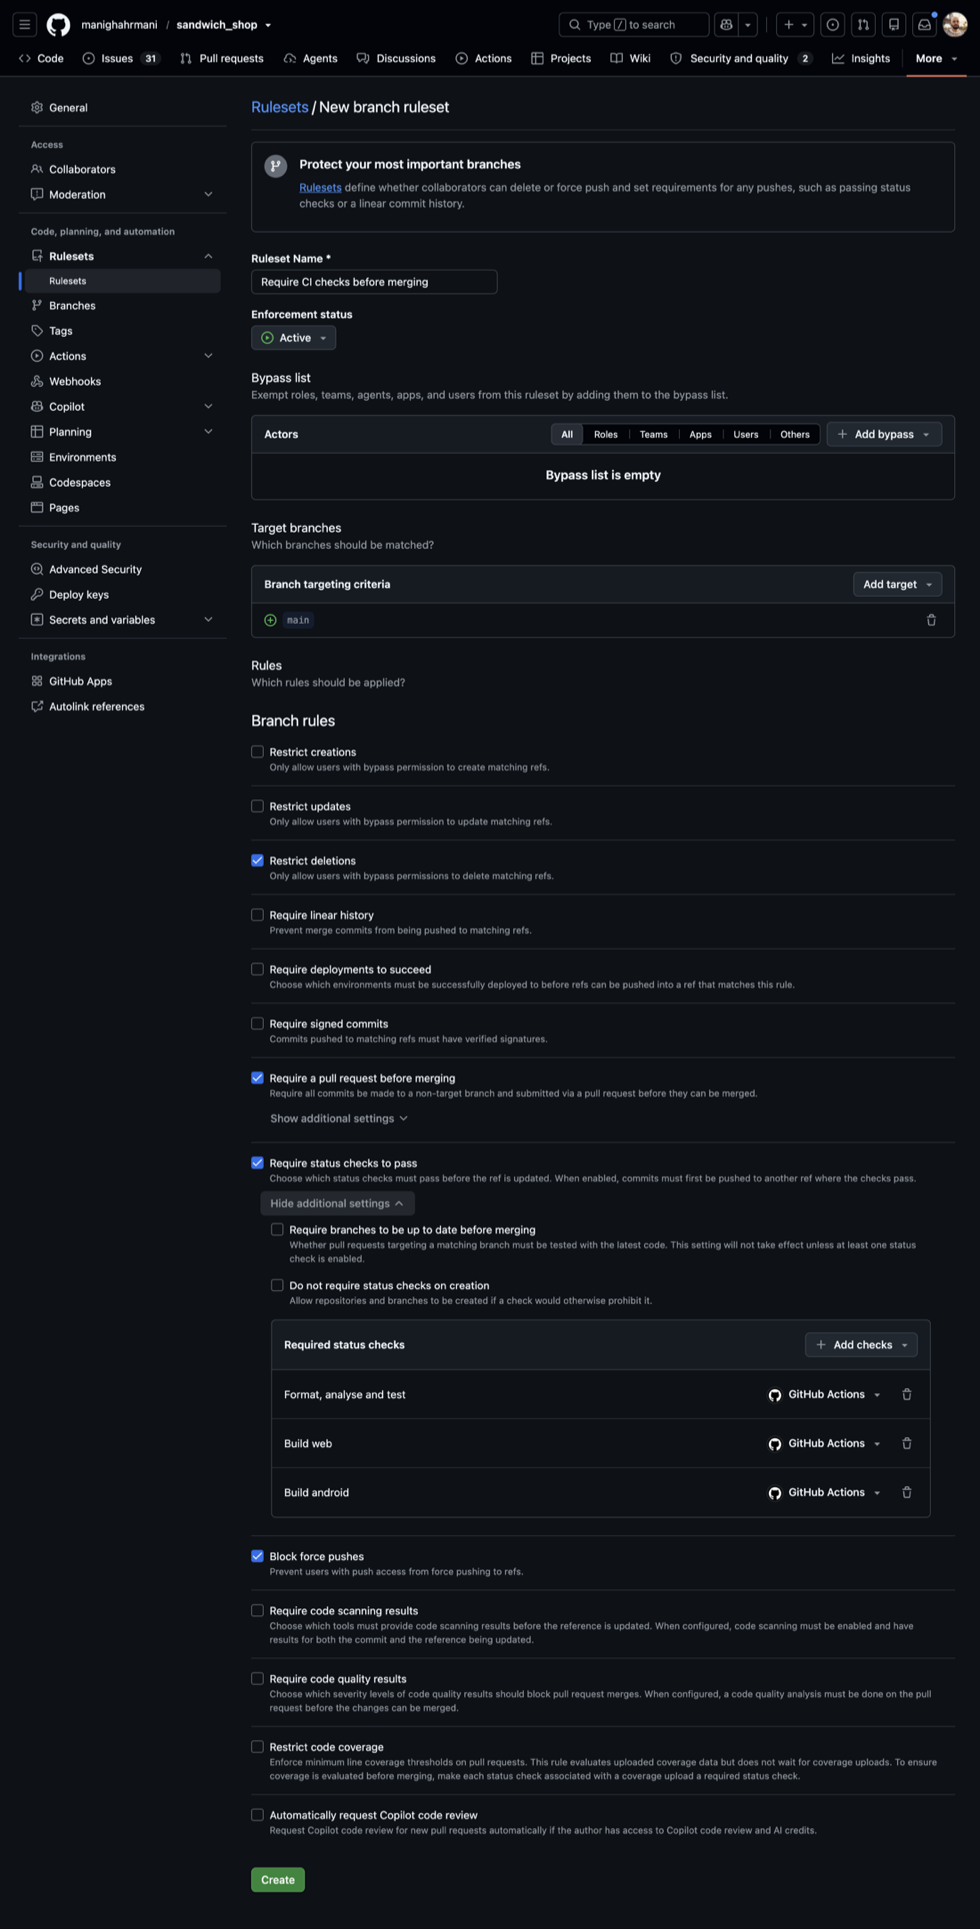 manighahrmani / sandwich_shop
Type / to search
Code
Issues 31
Pull requests
Agents
Discussions
Actions
Projects
Wiki
Security and quality 2
Insights
More
General
Access
Collaborators
Moderation
Code, planning, and automation
Rulesets
Rulesets
Branches
Tags
Actions
Webhooks
Copilot
Planning
Environments
Codespaces
Pages
Security and quality
Advanced Security
Deploy keys
Secrets and variables
Integrations
GitHub Apps
Autolink references
Rulesets / New branch ruleset
Protect your most important branches
Rulesets define whether collaborators can delete or force push and set requirements for any pushes, such as passing status
checks or a linear commit history.
Ruleset Name *
Require CI checks before merging
Enforcement status
Active
Bypass list
Exempt roles, teams, agents, apps, and users from this ruleset by adding them to the bypass list.
Actors
All Roles Teams Apps Users Others
Add bypass
Bypass list is empty
Target branches
Which branches should be matched?
Branch targeting criteria
Add target
main
Rules
Which rules should be applied?
Branch rules
Restrict creations
Only allow users with bypass permission to create matching refs.
Restrict updates
Only allow users with bypass permission to update matching refs.
Restrict deletions
Only allow users with bypass permissions to delete matching refs.
Require linear history
Prevent merge commits from being pushed to matching refs.
Require deployments to succeed
Choose which environments must be successfully deployed to before refs can be pushed into a ref that matches this rule.
Require signed commits
Commits pushed to matching refs must have verified signatures.
Require a pull request before merging
Require all commits be made to a non-target branch and submitted via a pull request before they can be merged.
Show additional settings
Require status checks to pass
Choose which status checks must pass before the ref is updated. When enabled, commits must first be pushed to another ref where the checks pass.
Hide additional settings
Require branches to be up to date before merging
Whether pull requests targeting a matching branch must be tested with the latest code. This setting will not take effect unless at least one status
check is enabled.
Do not require status checks on creation
Allow repositories and branches to be created if a check would otherwise prohibit it.
Required status checks
Add checks
Format, analyse and test GitHub Actions
Build web GitHub Actions
Build android GitHub Actions
Block force pushes
Prevent users with push access from force pushing to refs.
Require code scanning results
Choose which tools must provide code scanning results before the reference is updated. When configured, code scanning must be enabled and have
results for both the commit and the reference being updated.
Require code quality results
Choose which severity levels of code quality results should block pull request merges. When configured, a code quality analysis must be done on the pull
request before the changes can be merged.
Restrict code coverage
Enforce minimum line coverage thresholds on pull requests. This rule evaluates uploaded coverage data but does not wait for coverage uploads. To ensure
coverage is evaluated before merging, make each status check associated with a coverage upload a required status check.
Automatically request Copilot code review
Request Copilot code review for new pull requests automatically if the author has access to Copilot code review and AI credits.
Create